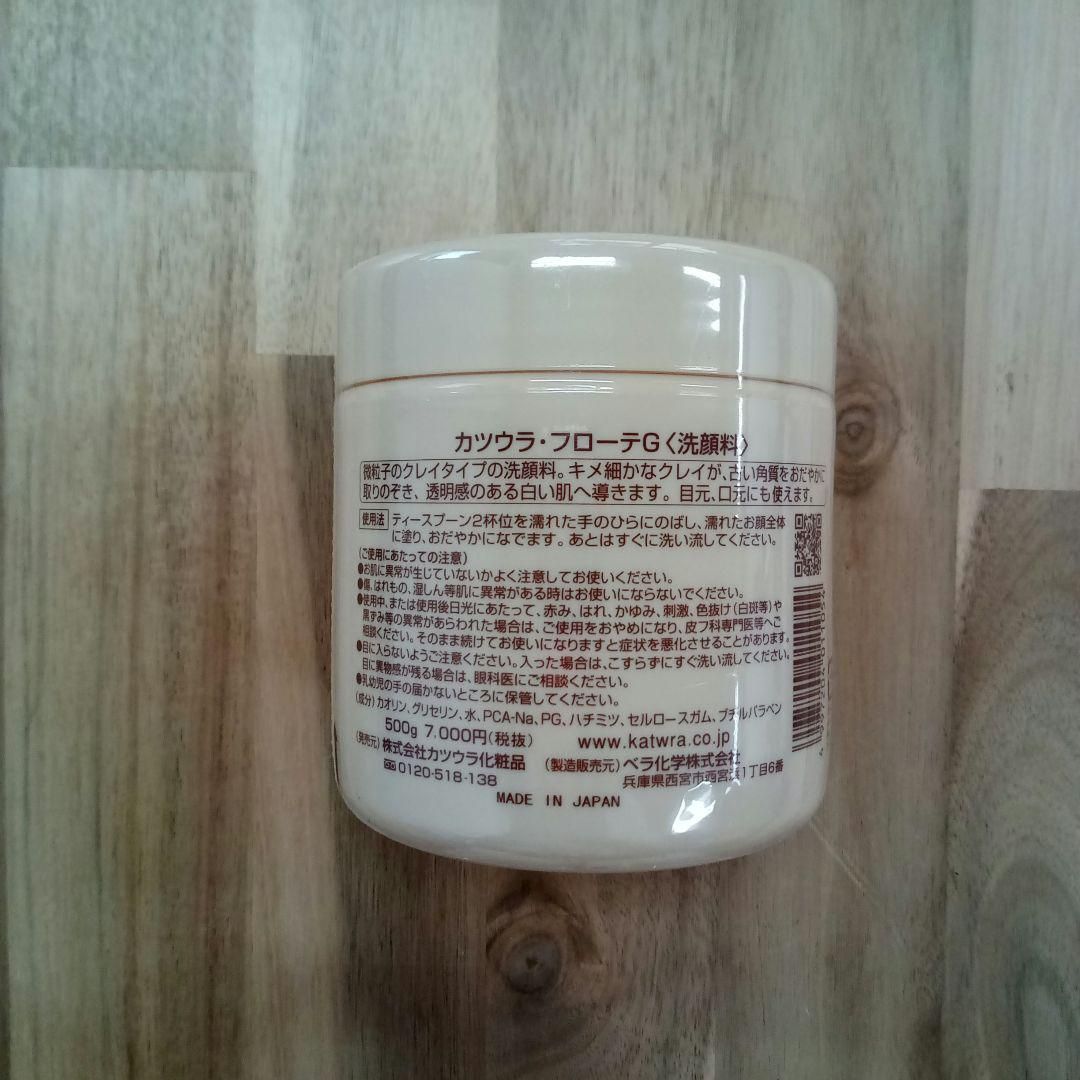 カツウラ・フローテG〈洗顔料〉
微粒子のクレイタイプの洗顔料。キメ細かなクレイが、古い角質をおだやかに
取りのぞき、透明感のある白い肌へ導きます。目元、口元にも使えます。
使用法 ティースプーン2杯位を濡れた手のひらにのばし、濡れたお顔全体
に塗り、おだやかになでます。あとはすぐに洗い流してください。
〈ご使用にあたっての注意〉
●お肌に異常が生じていないかよく注意してお使いください。
●傷、はれもの、湿しん等肌に異常がある時はお使いにならないでください。
●使用中、または使用後日光にあたって、赤み、はれ、かゆみ、刺激、色抜け(白斑等)や
黒ずみ等の異常があらわれた場合は、ご使用をおやめになり、皮フ科専門医等へご
相談ください。そのまま続けてお使いになりますと症状を悪化させることがあります。
●目に入らないようご注意ください。入った場合は、こすらずにすぐ洗い流してください。
目に異物感が残る場合は、眼科医にご相談ください。
●乳幼児の手の届かないところに保管してください。
(成分)カオリン、グリセリン、水、PCA-Na、PG、ハチミツ、セルロースガム、ブチルパラベン
500g 7,000円(税抜) www.katwra.co.jp
(発売元)株式会社カツウラ化粧品 (製造販売元)ベラ化学株式会社
0120-518-138 兵庫県西宮市西宮浜1丁目6番
MADE IN JAPAN